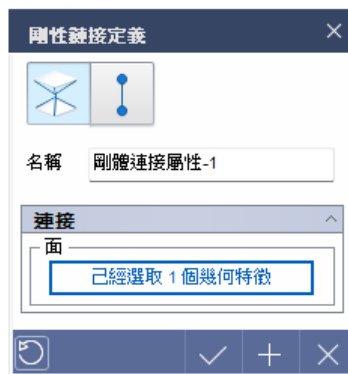 剛性鏈接定義
名稱 剛體連接屬性-1
連接
面
已經選取 1 個幾何特徵